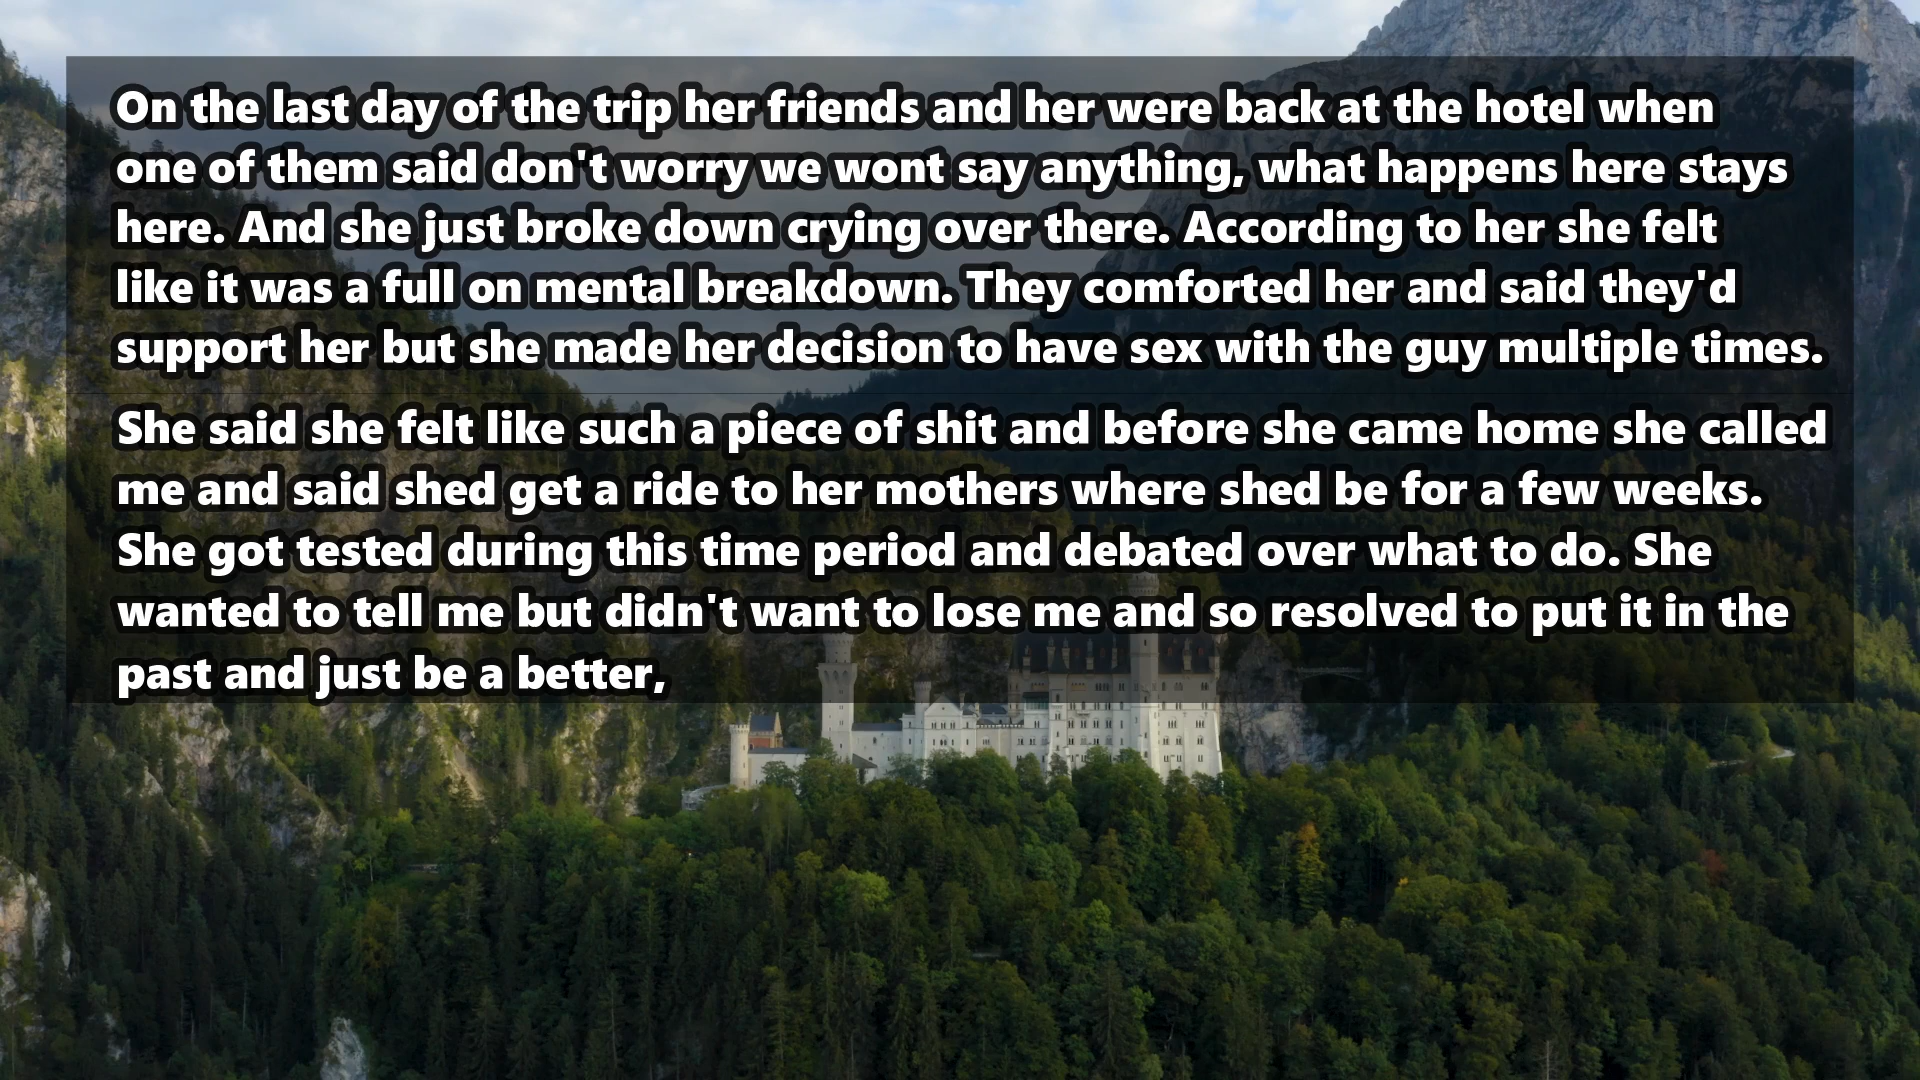 On the last day of the trip her friends and her were back at the hotel when
one of them said don't worry we wont say anything, what happens here stays
here. And she just broke down crying over there. According to her she felt
like it was a full on mental breakdown. They comforted her and said they'd
support her but she made her decision to have sex with the guy multiple times.
She said she felt like such a piece of shit and before she came home she called
me and said shed get a ride to her mothers where shed be for a few weeks.
She got tested during this time period and debated over what to do. She
wanted to tell me but didn't want to lose me and so resolved to put it in the
past and just be a better,